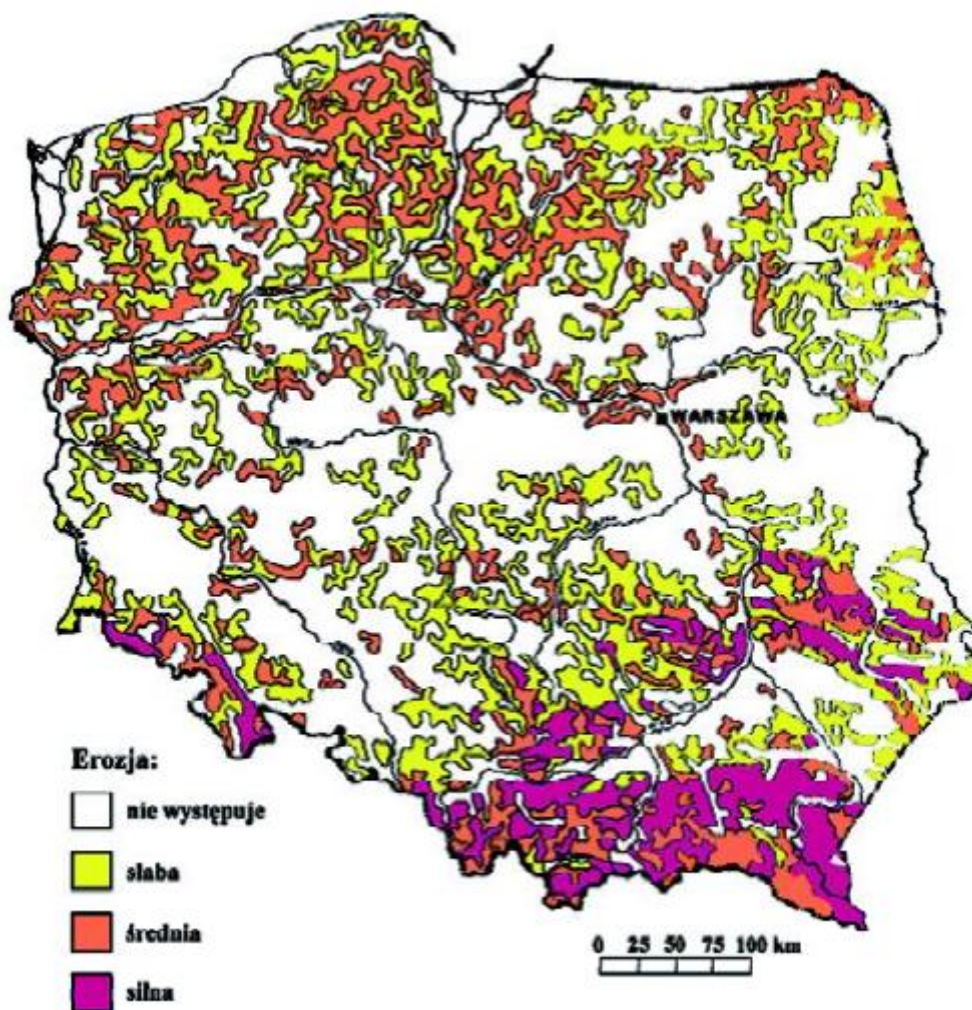 WARSZAWA
Erozja:
nie występuje
słaba
średnia
silna
0 25 50 75 100 km